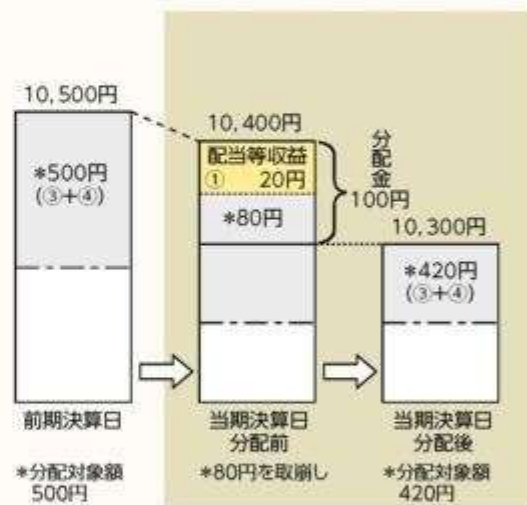 10,500円
*500円
(③+④)
前期決算日
*分配対象額
500円
10,400円
配当等収益
① 20円
*80円
分配金
100円
当期決算日
分配前
*80円を取崩し
10,300円
*420円
(③+④)
当期決算日
分配後
*分配対象額
420円